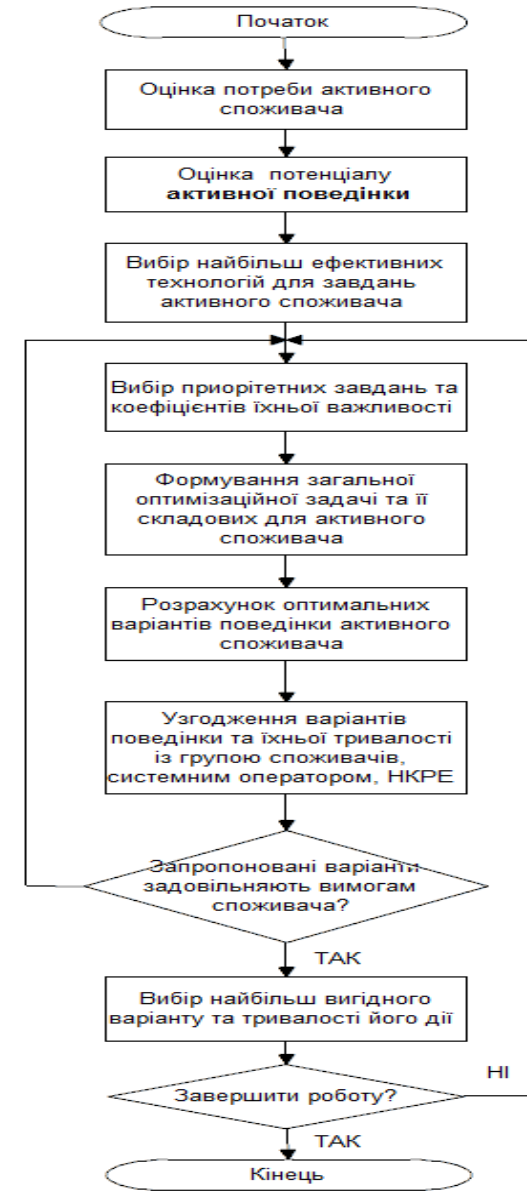 Початок
Оцінка потреби активного
споживача
Оцінка потенціалу
активної поведінки
Вибір найбільш ефективних
технологій для завдань
активного споживача
Вибір пріорітетних завдань та
коефіцієнтів їхньої важливості
Формування загальної
оптимізаційної задачі та її
складових для активного
споживача
Розрахунок оптимальних
варіантів поведінки активного
споживача
Узгодження варіантів
поведінки та їхньої тривалості
із групою споживачів,
системним оператором, НКРЕ
Запропоновані варіанти
задовільняють вимогам
споживача?
ТАК
Вибір найбільш вигідного
варіанту та тривалості його дії
НІ
Завершити роботу?
ТАК
Кінець